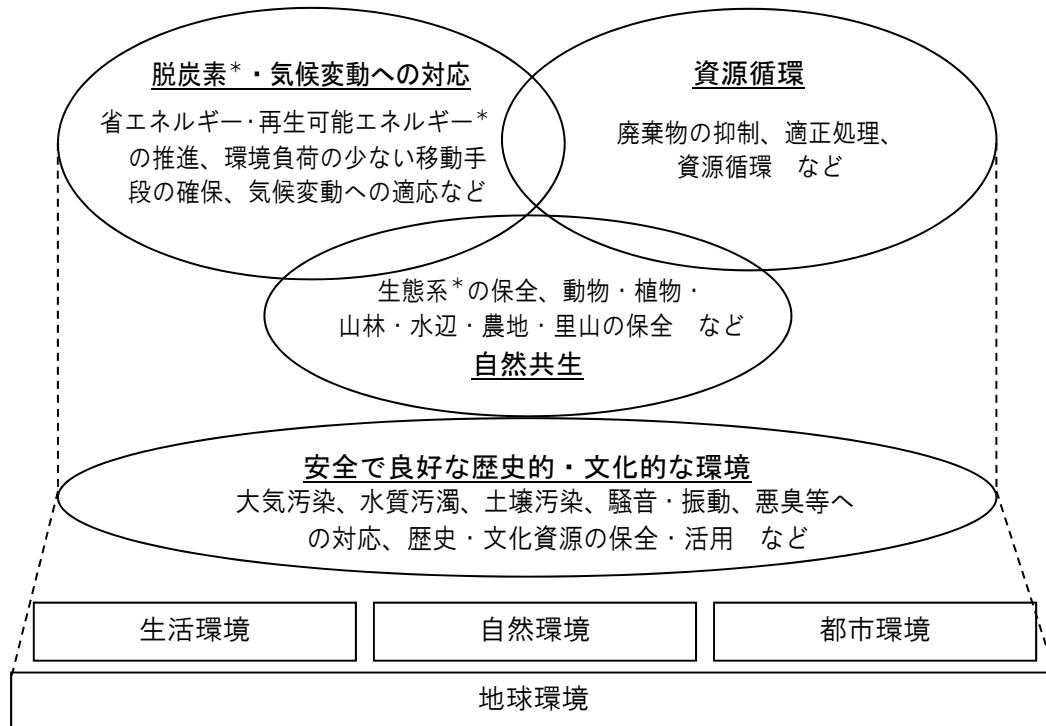 脱炭素*・気候変動への対応
省エネルギー・再生可能エネルギー*
の推進、環境負荷の少ない移動手
段の確保、気候変動への適応など
資源循環
廃棄物の抑制、適正処理、
資源循環　など
生態系*の保全、動物・植物・
山林・水辺・農地・里山の保全　など
自然共生
安全で良好な歴史的・文化的な環境
大気汚染、水質汚濁、土壌汚染、騒音・振動、悪臭等へ
の対応、歴史・文化資源の保全・活用　など
生活環境
自然環境
都市環境
地球環境